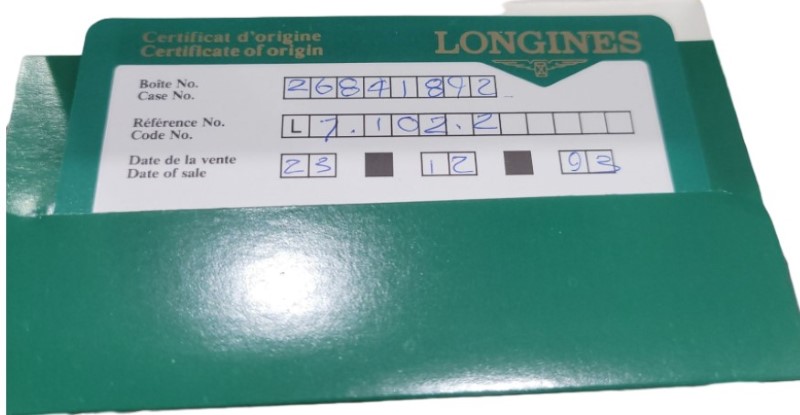 Certificat d'origine
Certificate of origin
LONGINES
Boîte No.
Case No.
26841892
Référence No.
Code No.
L7.102.2
Date de la vente
Date of sale
23 12 93